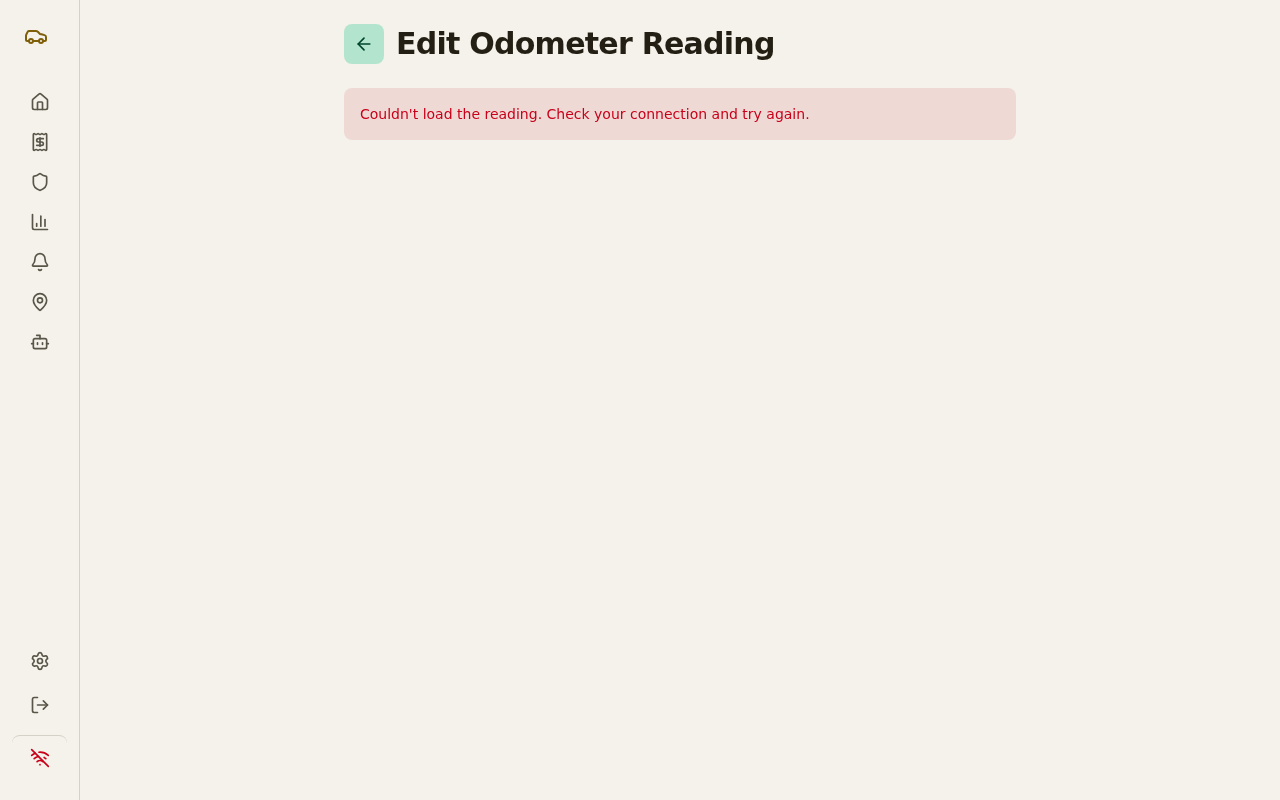 Edit Odometer Reading
Couldn't load the reading. Check your connection and try again.